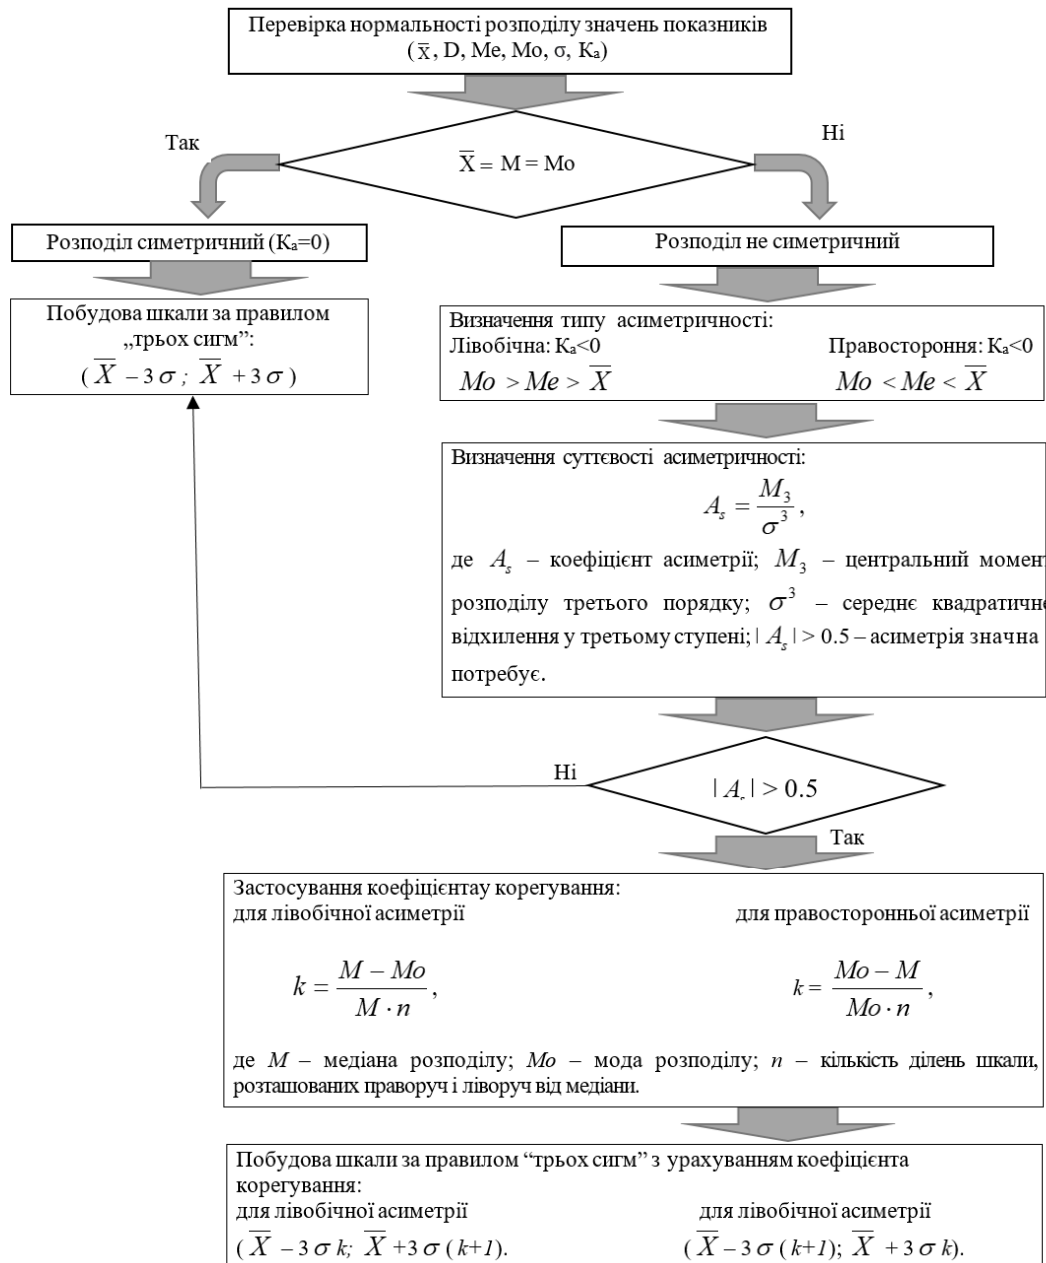 Перевірка нормальності розподілу значень показників
( x̅, D, Me, Mo, σ, Kₐ)
Так
Ні
X̅ = M = Mo
Розподіл симетричний (Kₐ=0)
Розподіл не симетричний
Побудова шкали за правилом
„трьох сигм”:
( X̅ – 3 σ ; X̅ + 3 σ )
Визначення типу асиметричності:
Лівобічна: Kₐ<0 Правостороння: Kₐ<0
Mo > Me > X̅ Mo < Me < X̅
Визначення суттєвості асиметричності:
Aₛ = M₃ / σ³ ,
де Aₛ – коефіцієнт асиметрії; M₃ – центральний момент
розподілу третього порядку; σ³ – середнє квадратичне
відхилення у третьому ступені; | Aₛ | > 0.5 – асиметрія значна
потребує.
Ні
| Aₛ | > 0.5
Так
Застосування коефіцієнтау корегування:
для лівобічної асиметрії для правосторонньої асиметрії
k = M – Mo / M · n , k = Mo – M / Mo · n ,
де M – медіана розподілу; Mo – мода розподілу; n – кількість ділень шкали,
розташованих праворуч і ліворуч від медіани.
Побудова шкали за правилом “трьох сигм” з урахуванням коефіцієнта
корегування:
для лівобічної асиметрії для лівобічної асиметрії
( X̅ – 3 σ k; X̅ +3 σ ( k+1). ( X̅ – 3 σ ( k+1); X̅ + 3 σ k).